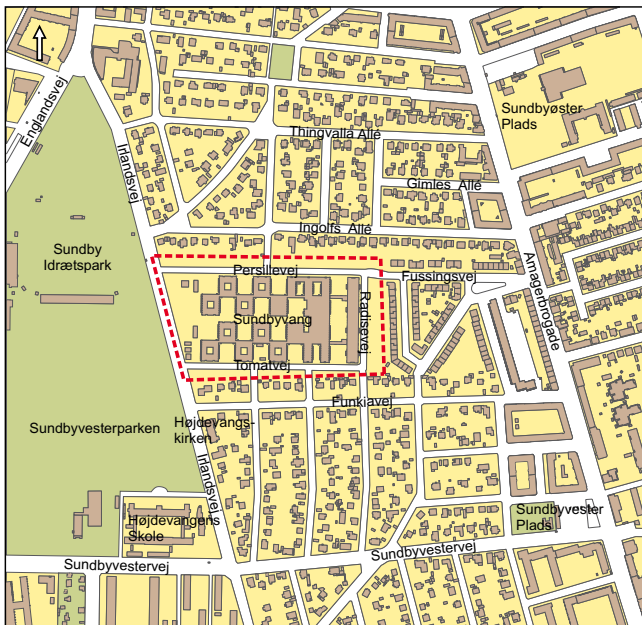 Englandsvej
Sundbyøster
Plads
Thingvalla Allé
Irlandsvej
Gimles Allé
Ingolfs Allé
Sundby
Idrætspark
Persillevej
Fussingsvej
Amagerbrogade
Sundbyvang
Radisevej
Tomatvej
Funkiavej
Sundbyvesterparken
Højdevangs-
kirken
Irlandsvej
Højdevangens
Skole
Sundbyvester
Plads
Sundbyvestervej
Sundbyvestervej